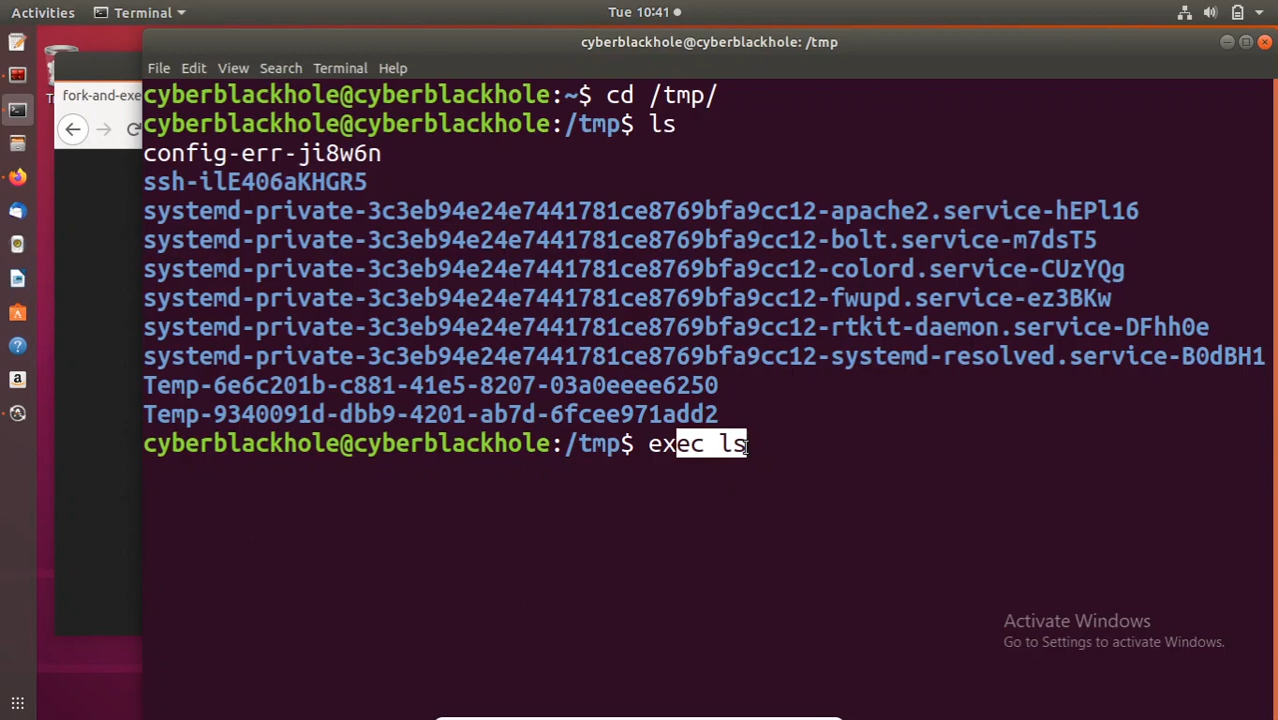 Activities Terminal Tue 10:41
cyberblackhole@cyberblackhole: /tmp
File Edit View Search Terminal Help
fork-and-exe
cyberblackhole@cyberblackhole:~$ cd /tmp/
cyberblackhole@cyberblackhole:/tmp$ ls
config-err-ji8w6n
ssh-ilE406aKHGR5
systemd-private-3c3eb94e24e7441781ce8769bfa9cc12-apache2.service-hEPl16
systemd-private-3c3eb94e24e7441781ce8769bfa9cc12-bolt.service-m7dsT5
systemd-private-3c3eb94e24e7441781ce8769bfa9cc12-colord.service-CUzYQg
systemd-private-3c3eb94e24e7441781ce8769bfa9cc12-fwupd.service-ez3BKw
systemd-private-3c3eb94e24e7441781ce8769bfa9cc12-rtkit-daemon.service-DFhh0e
systemd-private-3c3eb94e24e7441781ce8769bfa9cc12-systemd-resolved.service-B0dBH1
Temp-6e6c201b-c881-41e5-8207-03a0eeee6250
Temp-9340091d-dbb9-4201-ab7d-6fcee971add2
cyberblackhole@cyberblackhole:/tmp$ exec ls
Activate Windows
Go to Settings to activate Windows.